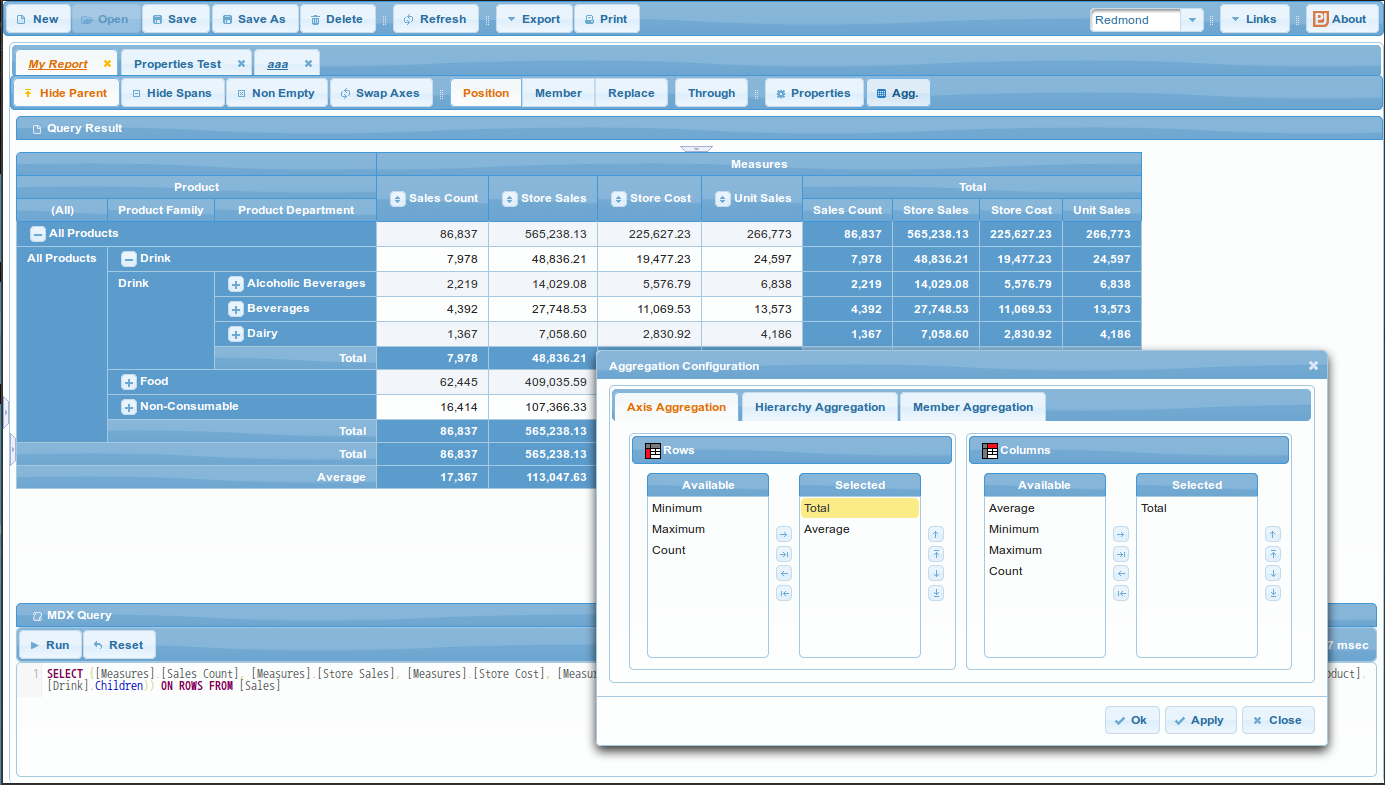 New Open Save Save As Delete Refresh Export Print Redmond Links About
My Report Properties Test aaa
Hide Parent Hide Spans Non Empty Swap Axes Position Member Replace Through Properties Agg.
Query Result
Measures
Product Total
Sales Count Store Sales Store Cost Unit Sales
(All) Product Family Product Department Sales Count Store Sales Store Cost Unit Sales
All Products 86,837 565,238.13 225,627.23 266,773 86,837 565,238.13 225,627.23 266,773
All Products Drink 7,978 48,836.21 19,477.23 24,597 7,978 48,836.21 19,477.23 24,597
Drink Alcoholic Beverages 2,219 14,029.08 5,576.79 6,838 2,219 14,029.08 5,576.79 6,838
Beverages 4,392 27,748.53 11,069.53 13,573 4,392 27,748.53 11,069.53 13,573
Dairy 1,367 7,058.60 2,830.92 4,186 1,367 7,058.60 2,830.92 4,186
Total 7,978 48,836.21
Food 62,445 409,035.59
Non-Consumable 16,414 107,366.33
Total 86,837 565,238.13
Total 86,837 565,238.13
Average 17,367 113,047.63
Aggregation Configuration
Axis Aggregation Hierarchy Aggregation Member Aggregation
Rows Columns
Available Selected Available Selected
Minimum Total Average Total
Maximum Average Minimum
Count Maximum
Count
Ok Apply Close
MDX Query
Run Reset 7 msec
1 SELECT {[Measures].[Sales Count], [Measures].[Store Sales], [Measures].[Store Cost], [Measu duct].
[Drink].Children)} ON ROWS FROM [Sales]